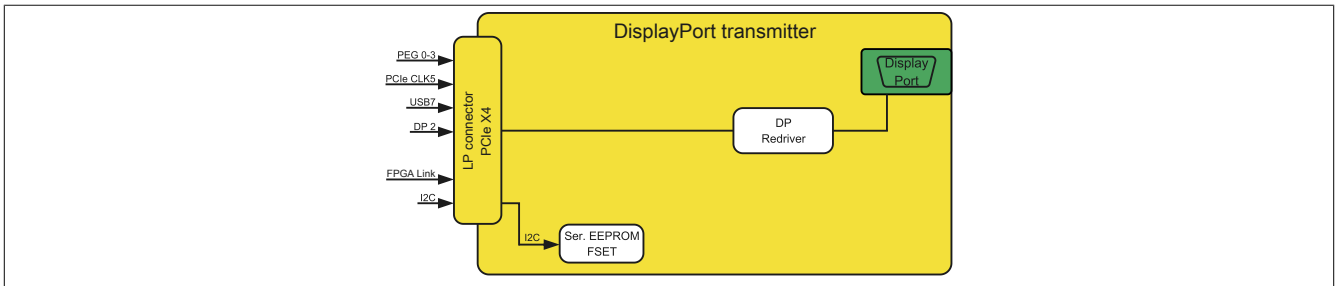 DisplayPort transmitter
PEG 0-3
PCIe CLK5
USB7
DP 2
FPGA Link
I2C
LP connector
PCIe X4
Display
Port
DP
Redriver
I2C
Ser. EEPROM
FSET